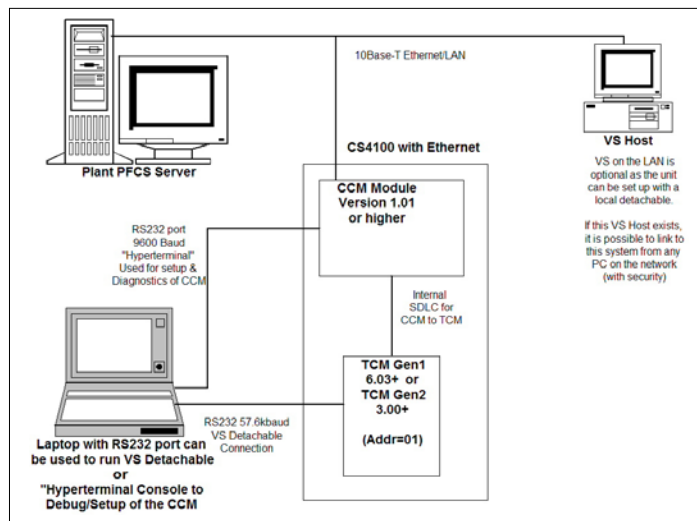 10Base-T Ethernet/LAN
Plant PFCS Server
VS Host
VS on the LAN is
optional as the unit
can be set up with a
local detachable.
If this VS Host exists,
it is possible to link to
this system from any
PC on the network
(with security)
CS4100 with Ethernet
CCM Module
Version 1.01
or higher
RS232 port
9600 Baud
"Hyperterminal"
Used for setup &
Diagnostics of CCM
Internal
SDLC for
CCM to TCM
TCM Gen1
6.03+ or
TCM Gen2
3.00+
(Addr=01)
RS232 57.6kbaud
VS Detachable
Connection
Laptop with RS232 port can
be used to run VS Detachable
or
"Hyperterminal Console to
Debug/Setup of the CCM